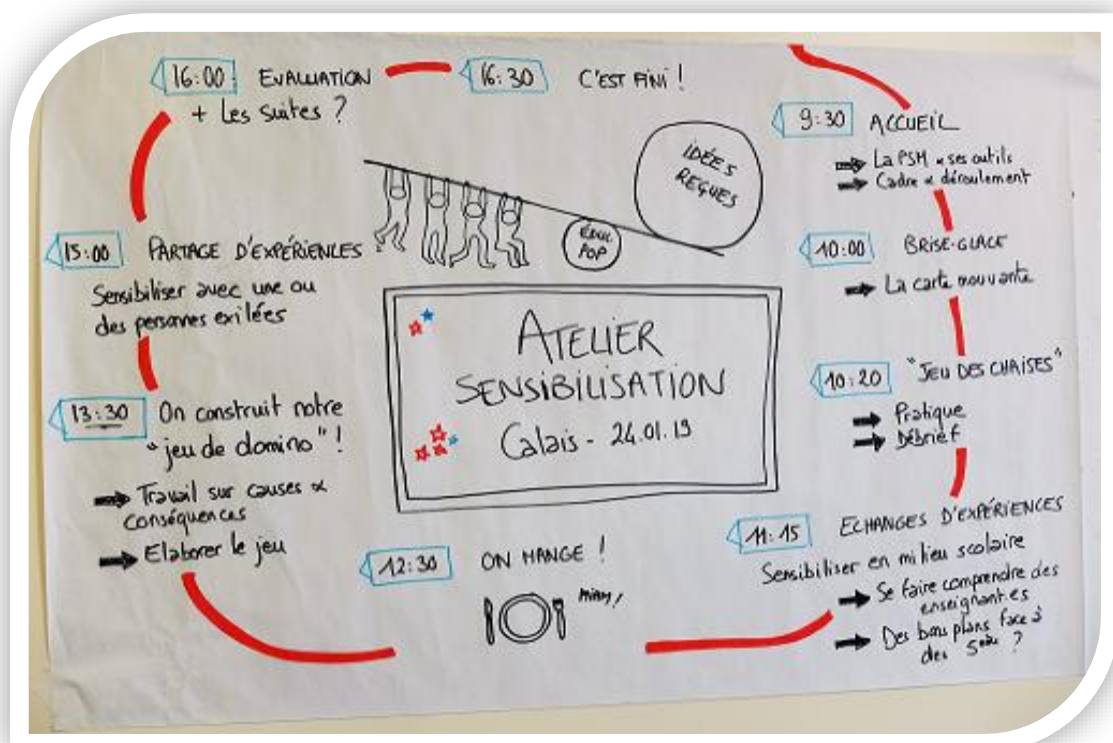 ATELIER
SENSIBILISATION
Calais - 24.01.19
IDÉES
REÇUES
ÉDUC
POP
9:30 ACCUEIL
➡ La PSM & ses outils
➡ Cadre & déroulement
10:00 BRISE-GLACE
➡ La carte mouvante
10:20 "JEU DES CHAISES"
➡ Pratique
➡ Débrief
11:15 ECHANGES D'EXPÉRIENCES
Sensibiliser en milieu scolaire
➡ Se faire comprendre des
enseignant·es
➡ Des bons plans face à
des 5ème ?
12:30 ON MANGE !
MIAM !
13:30 On construit notre
"jeu de domino" !
➡ Travail sur causes &
conséquences
➡ Elaborer le jeu
15:00 PARTAGE D'EXPÉRIENCES
Sensibiliser avec une ou
des personnes exilées
16:00 EVALUATION
+ Les suites ?
16:30 C'EST FINI !